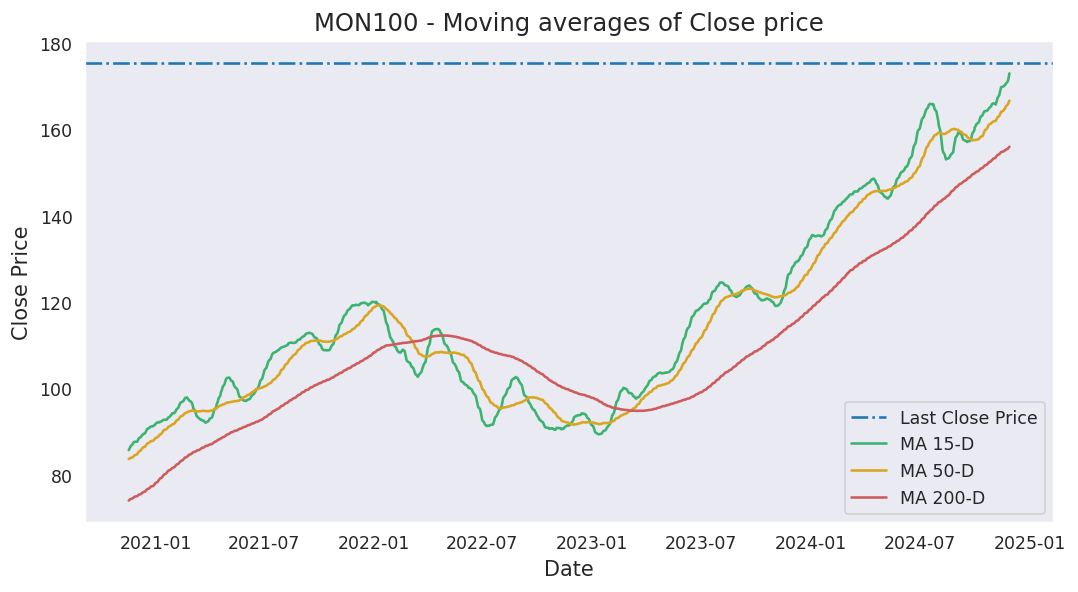 MON100 - Moving averages of Close price
180
160
140
120
100
80
Close Price
2021-01
2021-07
2022-01
2022-07
2023-01
2023-07
2024-01
2024-07
2025-01
Date
Last Close Price
MA 15-D
MA 50-D
MA 200-D